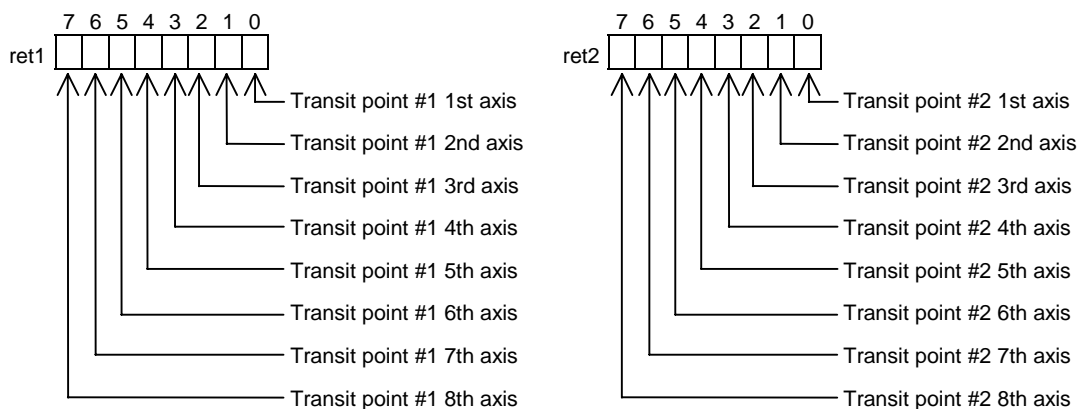 7 6 5 4 3 2 1 0
ret1
Transit point #1 1st axis
Transit point #1 2nd axis
Transit point #1 3rd axis
Transit point #1 4th axis
Transit point #1 5th axis
Transit point #1 6th axis
Transit point #1 7th axis
Transit point #1 8th axis
7 6 5 4 3 2 1 0
ret2
Transit point #2 1st axis
Transit point #2 2nd axis
Transit point #2 3rd axis
Transit point #2 4th axis
Transit point #2 5th axis
Transit point #2 6th axis
Transit point #2 7th axis
Transit point #2 8th axis